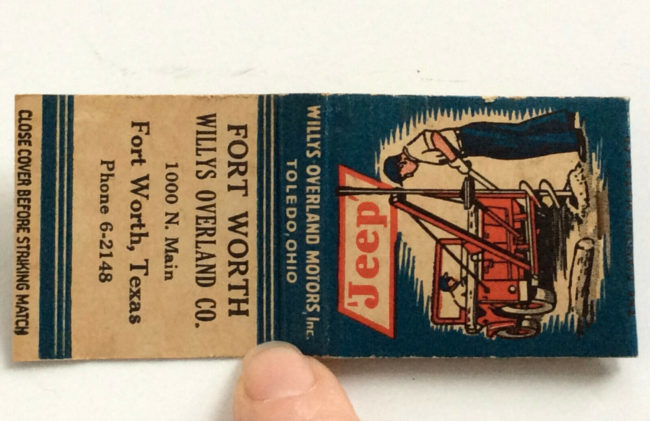 FORT WORTH
WILLYS OVERLAND CO.
1000 N. Main
Fort Worth, Texas
Phone 6-2148
CLOSE COVER BEFORE STRIKING MATCH
WILLYS OVERLAND MOTORS, Inc.
TOLEDO, OHIO
"Jeep"